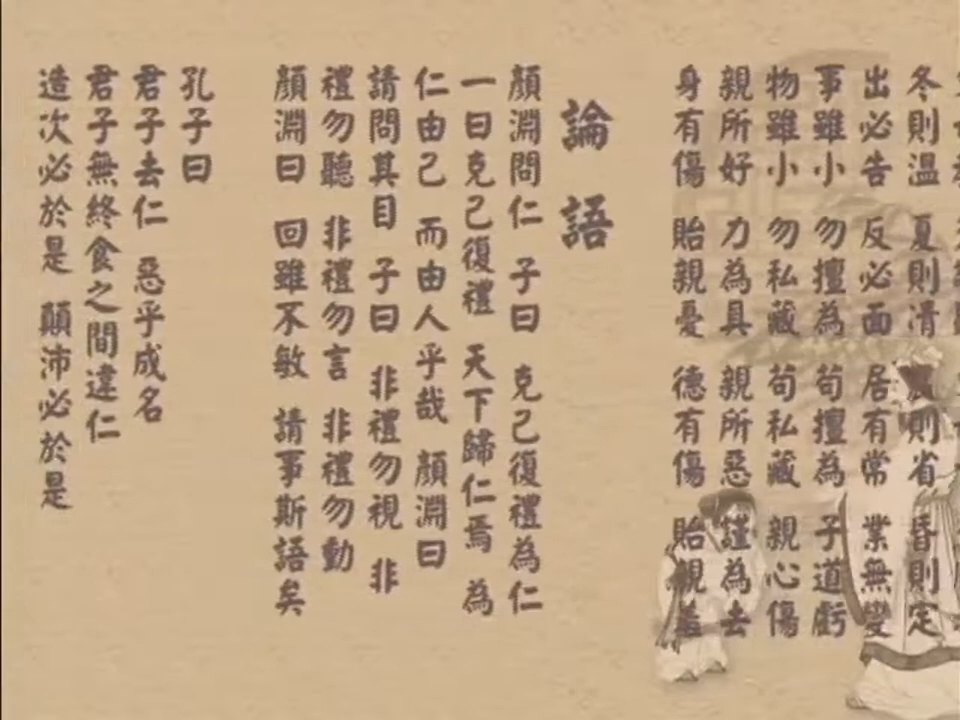 冬則溫 夏則凊 晨則省 昏則定
出必告 反必面 居有常 業無變
事雖小 勿擅為 苟擅為 子道虧
物雖小 勿私藏 苟私藏 親心傷
親所好 力為具 親所惡 謹為去
身有傷 貽親憂 德有傷 貽親羞
論語
顏淵問仁 子曰 克己復禮為仁
一曰克己復禮 天下歸仁焉 為
仁由己 而由人乎哉 顏淵曰
請問其目 子曰 非禮勿視 非
禮勿聽 非禮勿言 非禮勿動
顏淵曰 回雖不敏 請事斯語矣
孔子曰
君子去仁 惡乎成名
君子無終食之間違仁
造次必於是 顛沛必於是